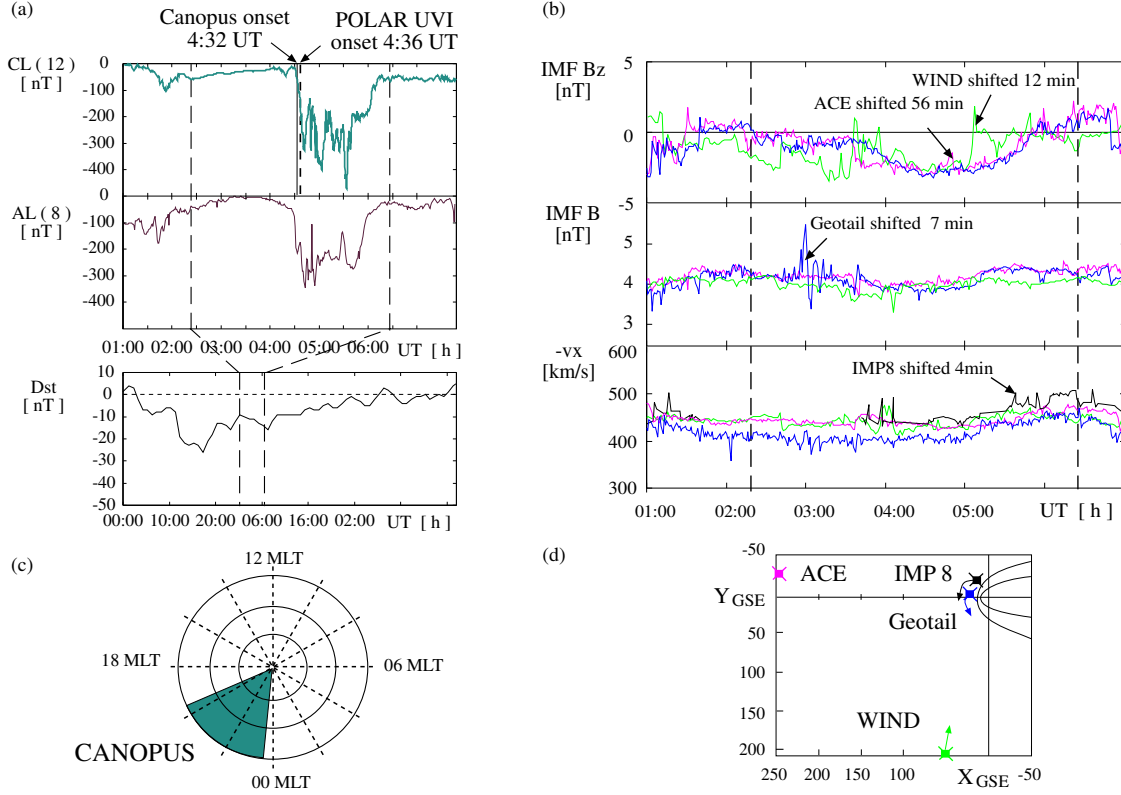 (a)
Canopus onset
4:32 UT
POLAR UVI
onset 4:36 UT
CL ( 12 )
[ nT ]
0
-100
-200
-300
-400
0
AL ( 8 )
[ nT ]
-100
-200
-300
-400
01:00 02:00 03:00 04:00 05:00 06:00 UT [ h ]
Dst
[ nT ]
10
0
-10
-20
-30
-40
-50
00:00 10:00 20:00 06:00 16:00 02:00 UT [ h ]
(b)
IMF Bz
[nT]
5
0
-5
WIND shifted 12 min
ACE shifted 56 min
IMF B
[nT]
5
4
3
Geotail shifted 7 min
-vx
[km/s]
600
500
400
300
IMP8 shifted 4min
01:00 02:00 03:00 04:00 05:00 UT [ h ]
(c)
12 MLT
18 MLT
06 MLT
CANOPUS
00 MLT
(d)
-50
ACE
IMP 8
Y GSE
Geotail
50
100
150
WIND
200
250 200 150 100 X GSE -50